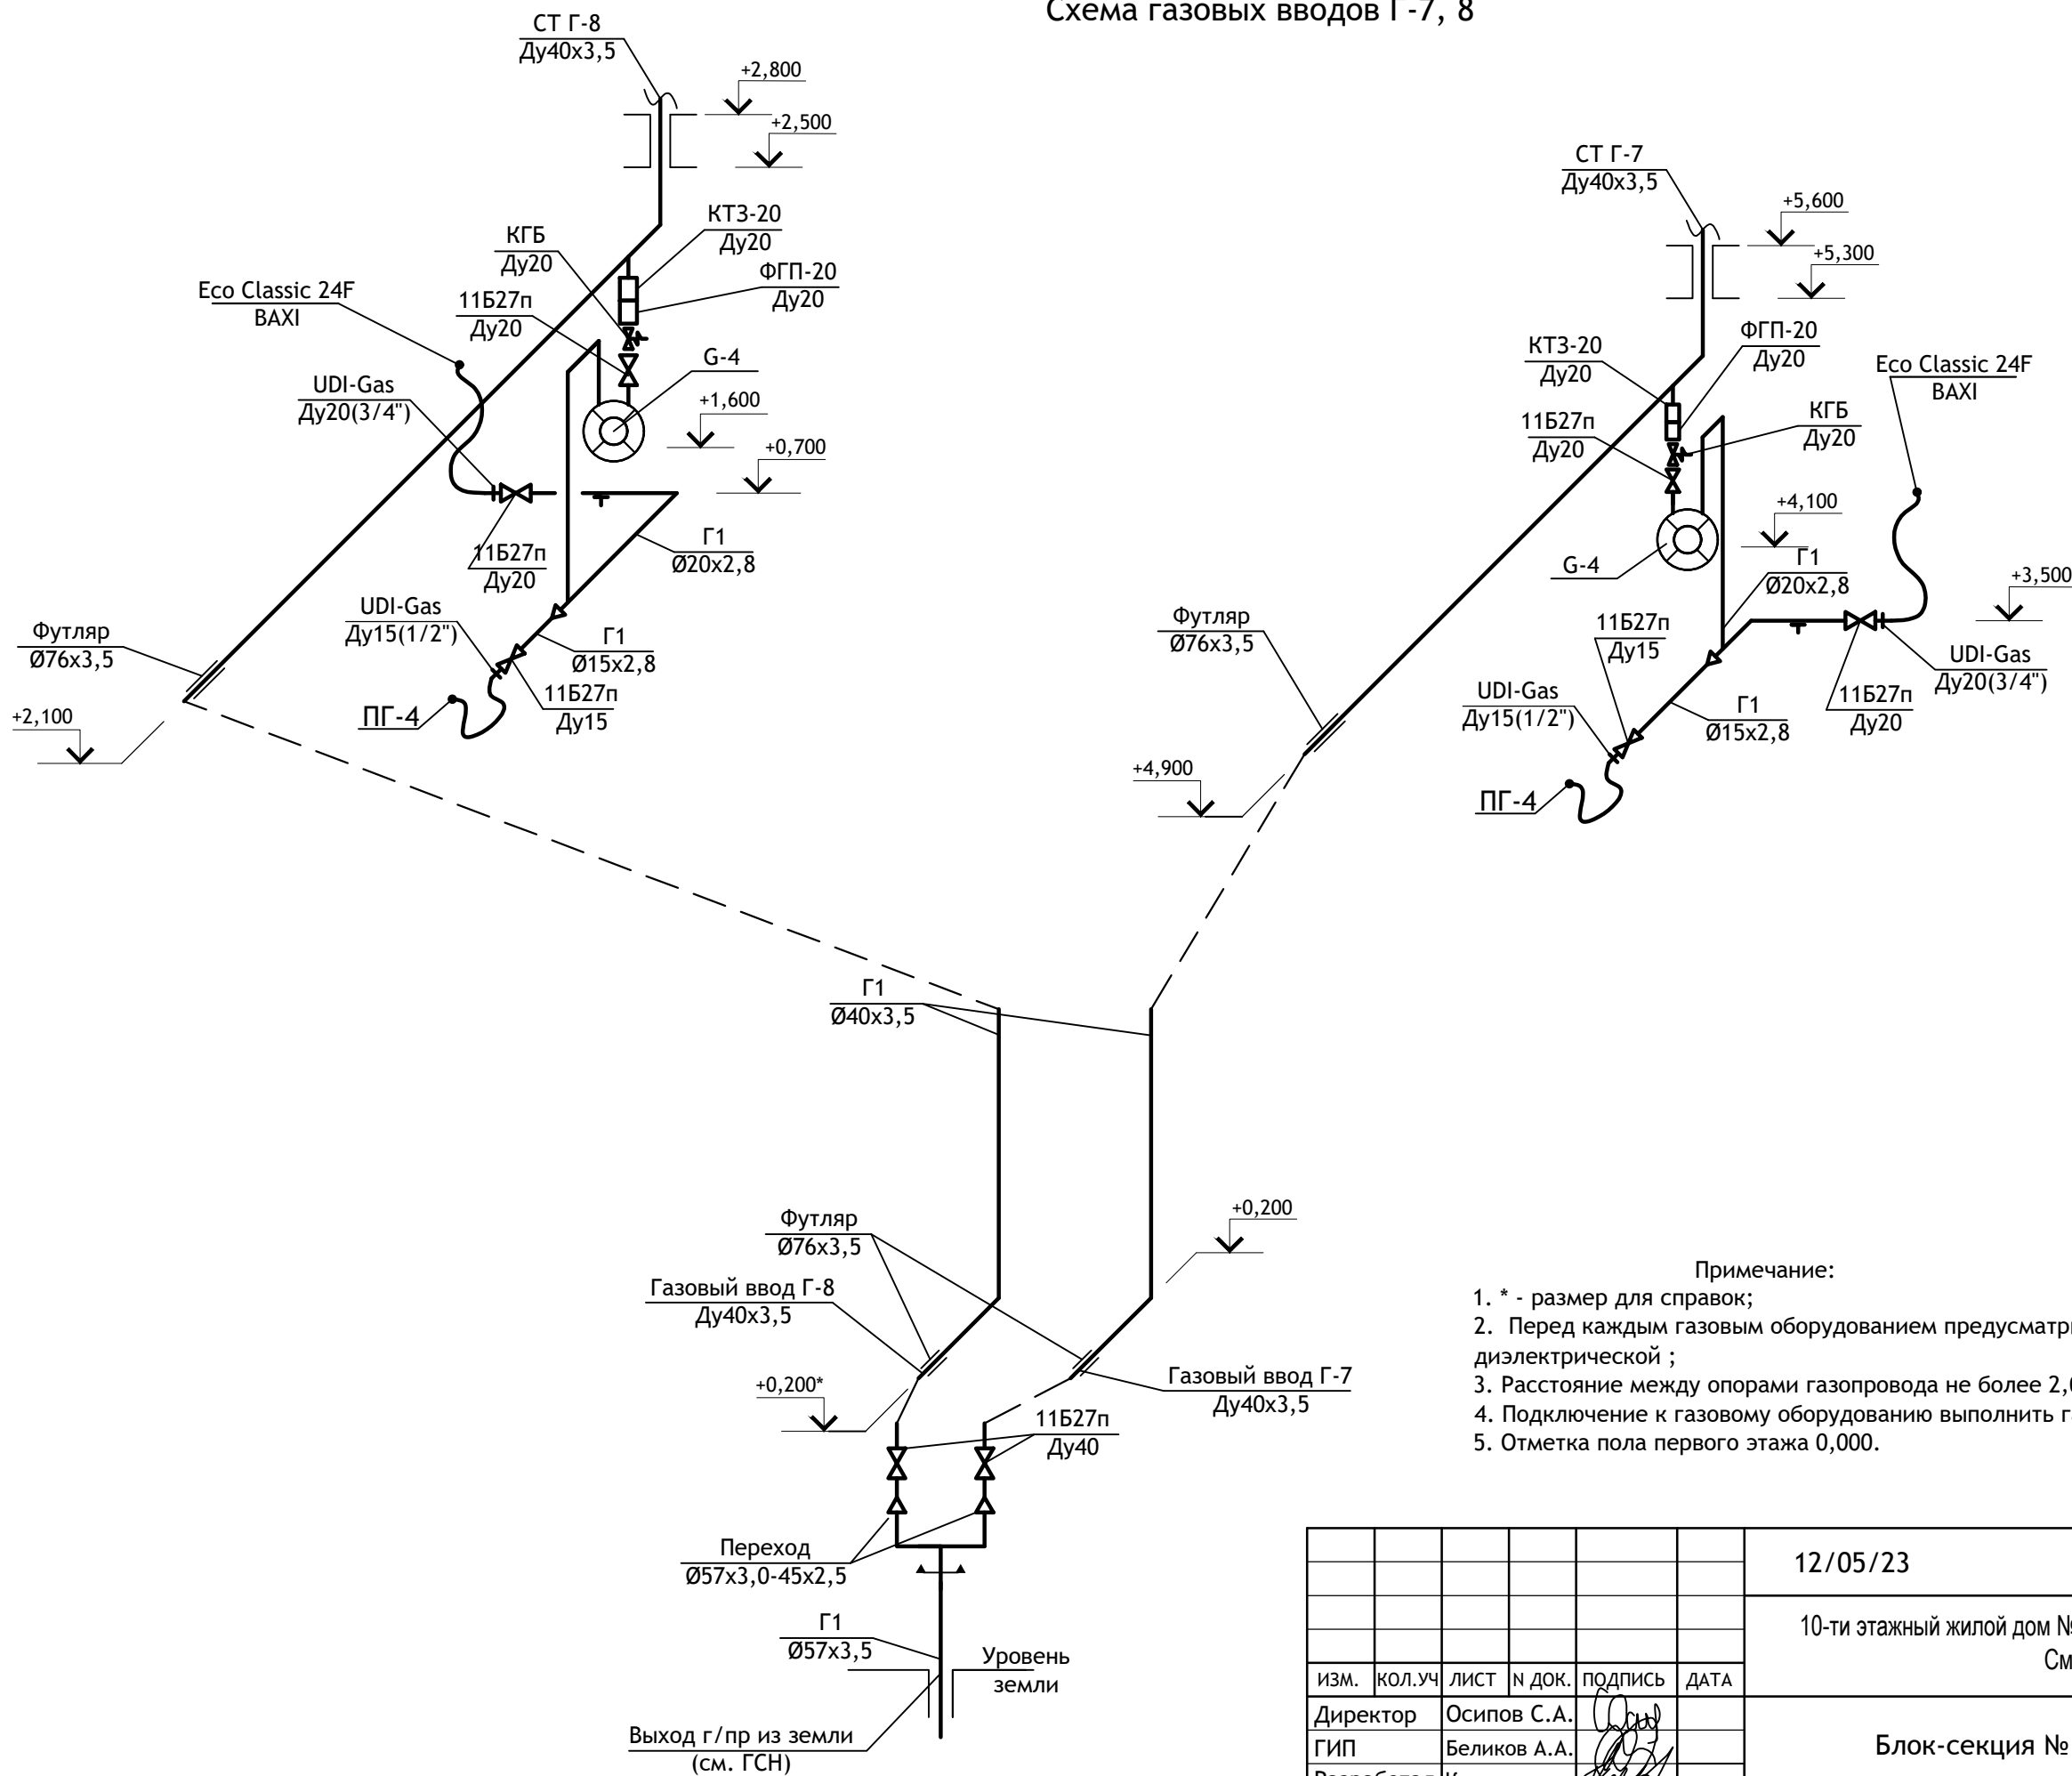 Схема газовых вводов Г-7, 8
СТ Г-8
Ду40х3,5
+2,800
+2,500
КТЗ-20
Ду20
КГБ
Ду20
ФГП-20
Ду20
Eco Classic 24F
BAXI
11Б27п
Ду20
G-4
UDI-Gas
Ду20(3/4")
+1,600
+0,700
11Б27п
Ду20
Г1
Ø20х2,8
UDI-Gas
Ду15(1/2")
Г1
Ø15х2,8
Футляр
Ø76х3,5
11Б27п
Ду15
ПГ-4
+2,100
СТ Г-7
Ду40х3,5
+5,600
+5,300
ФГП-20
Ду20
КТЗ-20
Ду20
Eco Classic 24F
BAXI
КГБ
Ду20
11Б27п
Ду20
+4,100
G-4
Г1
Ø20х2,8
+3,500
Футляр
Ø76х3,5
11Б27п
Ду15
UDI-Gas
Ду20(3/4")
UDI-Gas
Ду15(1/2")
Г1
Ø15х2,8
11Б27п
Ду20
+4,900
ПГ-4
Г1
Ø40х3,5
+0,200
Футляр
Ø76х3,5
Газовый ввод Г-8
Ду40х3,5
Газовый ввод Г-7
Ду40х3,5
+0,200*
11Б27п
Ду40
Переход
Ø57х3,0-45х2,5
Г1
Ø57х3,5
Уровень
земли
Выход г/пр из земли
(см. ГСН)
Примечание:
1. * - размер для справок;
2. Перед каждым газовым оборудованием
диэлектрической ;
3. Расстояние между опорами газопровода не более
4. Подключение к газовому оборудованию выполнить
5. Отметка пола первого этажа 0,000.
12/05/23
10-ти этажный жилой дом №
ИЗМ. КОЛ.УЧ ЛИСТ N ДОК. ПОДПИСЬ ДАТА
Директор Осипов С.А.
ГИП Беликов А.А.
Блок-секция №